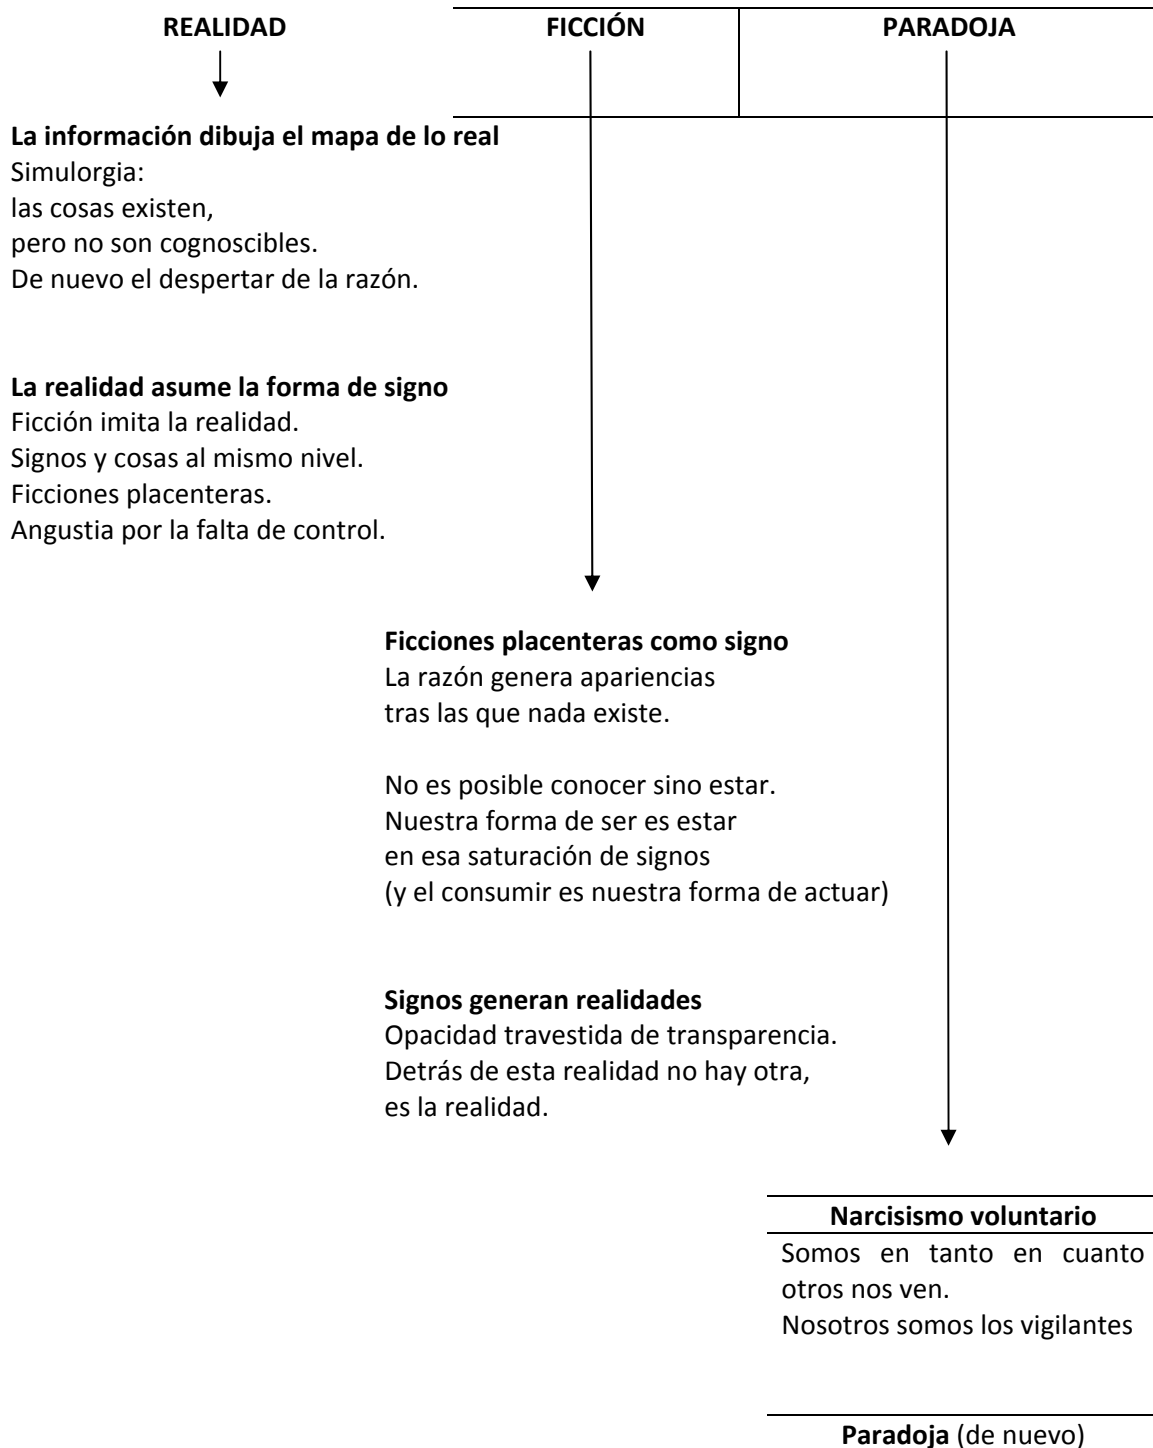 REALIDAD
FICCIÓN
PARADOJA
La información dibuja el mapa de lo real
Simulorgia:
las cosas existen,
pero no son cognoscibles.
De nuevo el despertar de la razón.
La realidad asume la forma de signo
Ficción imita la realidad.
Signos y cosas al mismo nivel.
Ficciones placenteras.
Angustia por la falta de control.
Ficciones placenteras como signo
La razón genera apariencias
tras las que nada existe.
No es posible conocer sino estar.
Nuestra forma de ser es estar
en esa saturación de signos
(y el consumir es nuestra forma de actuar)
Signos generan realidades
Opacidad travestida de transparencia.
Detrás de esta realidad no hay otra,
es la realidad.
Narcisismo voluntario
Somos en tanto en cuanto
otros nos ven.
Nosotros somos los vigilantes
Paradoja (de nuevo)